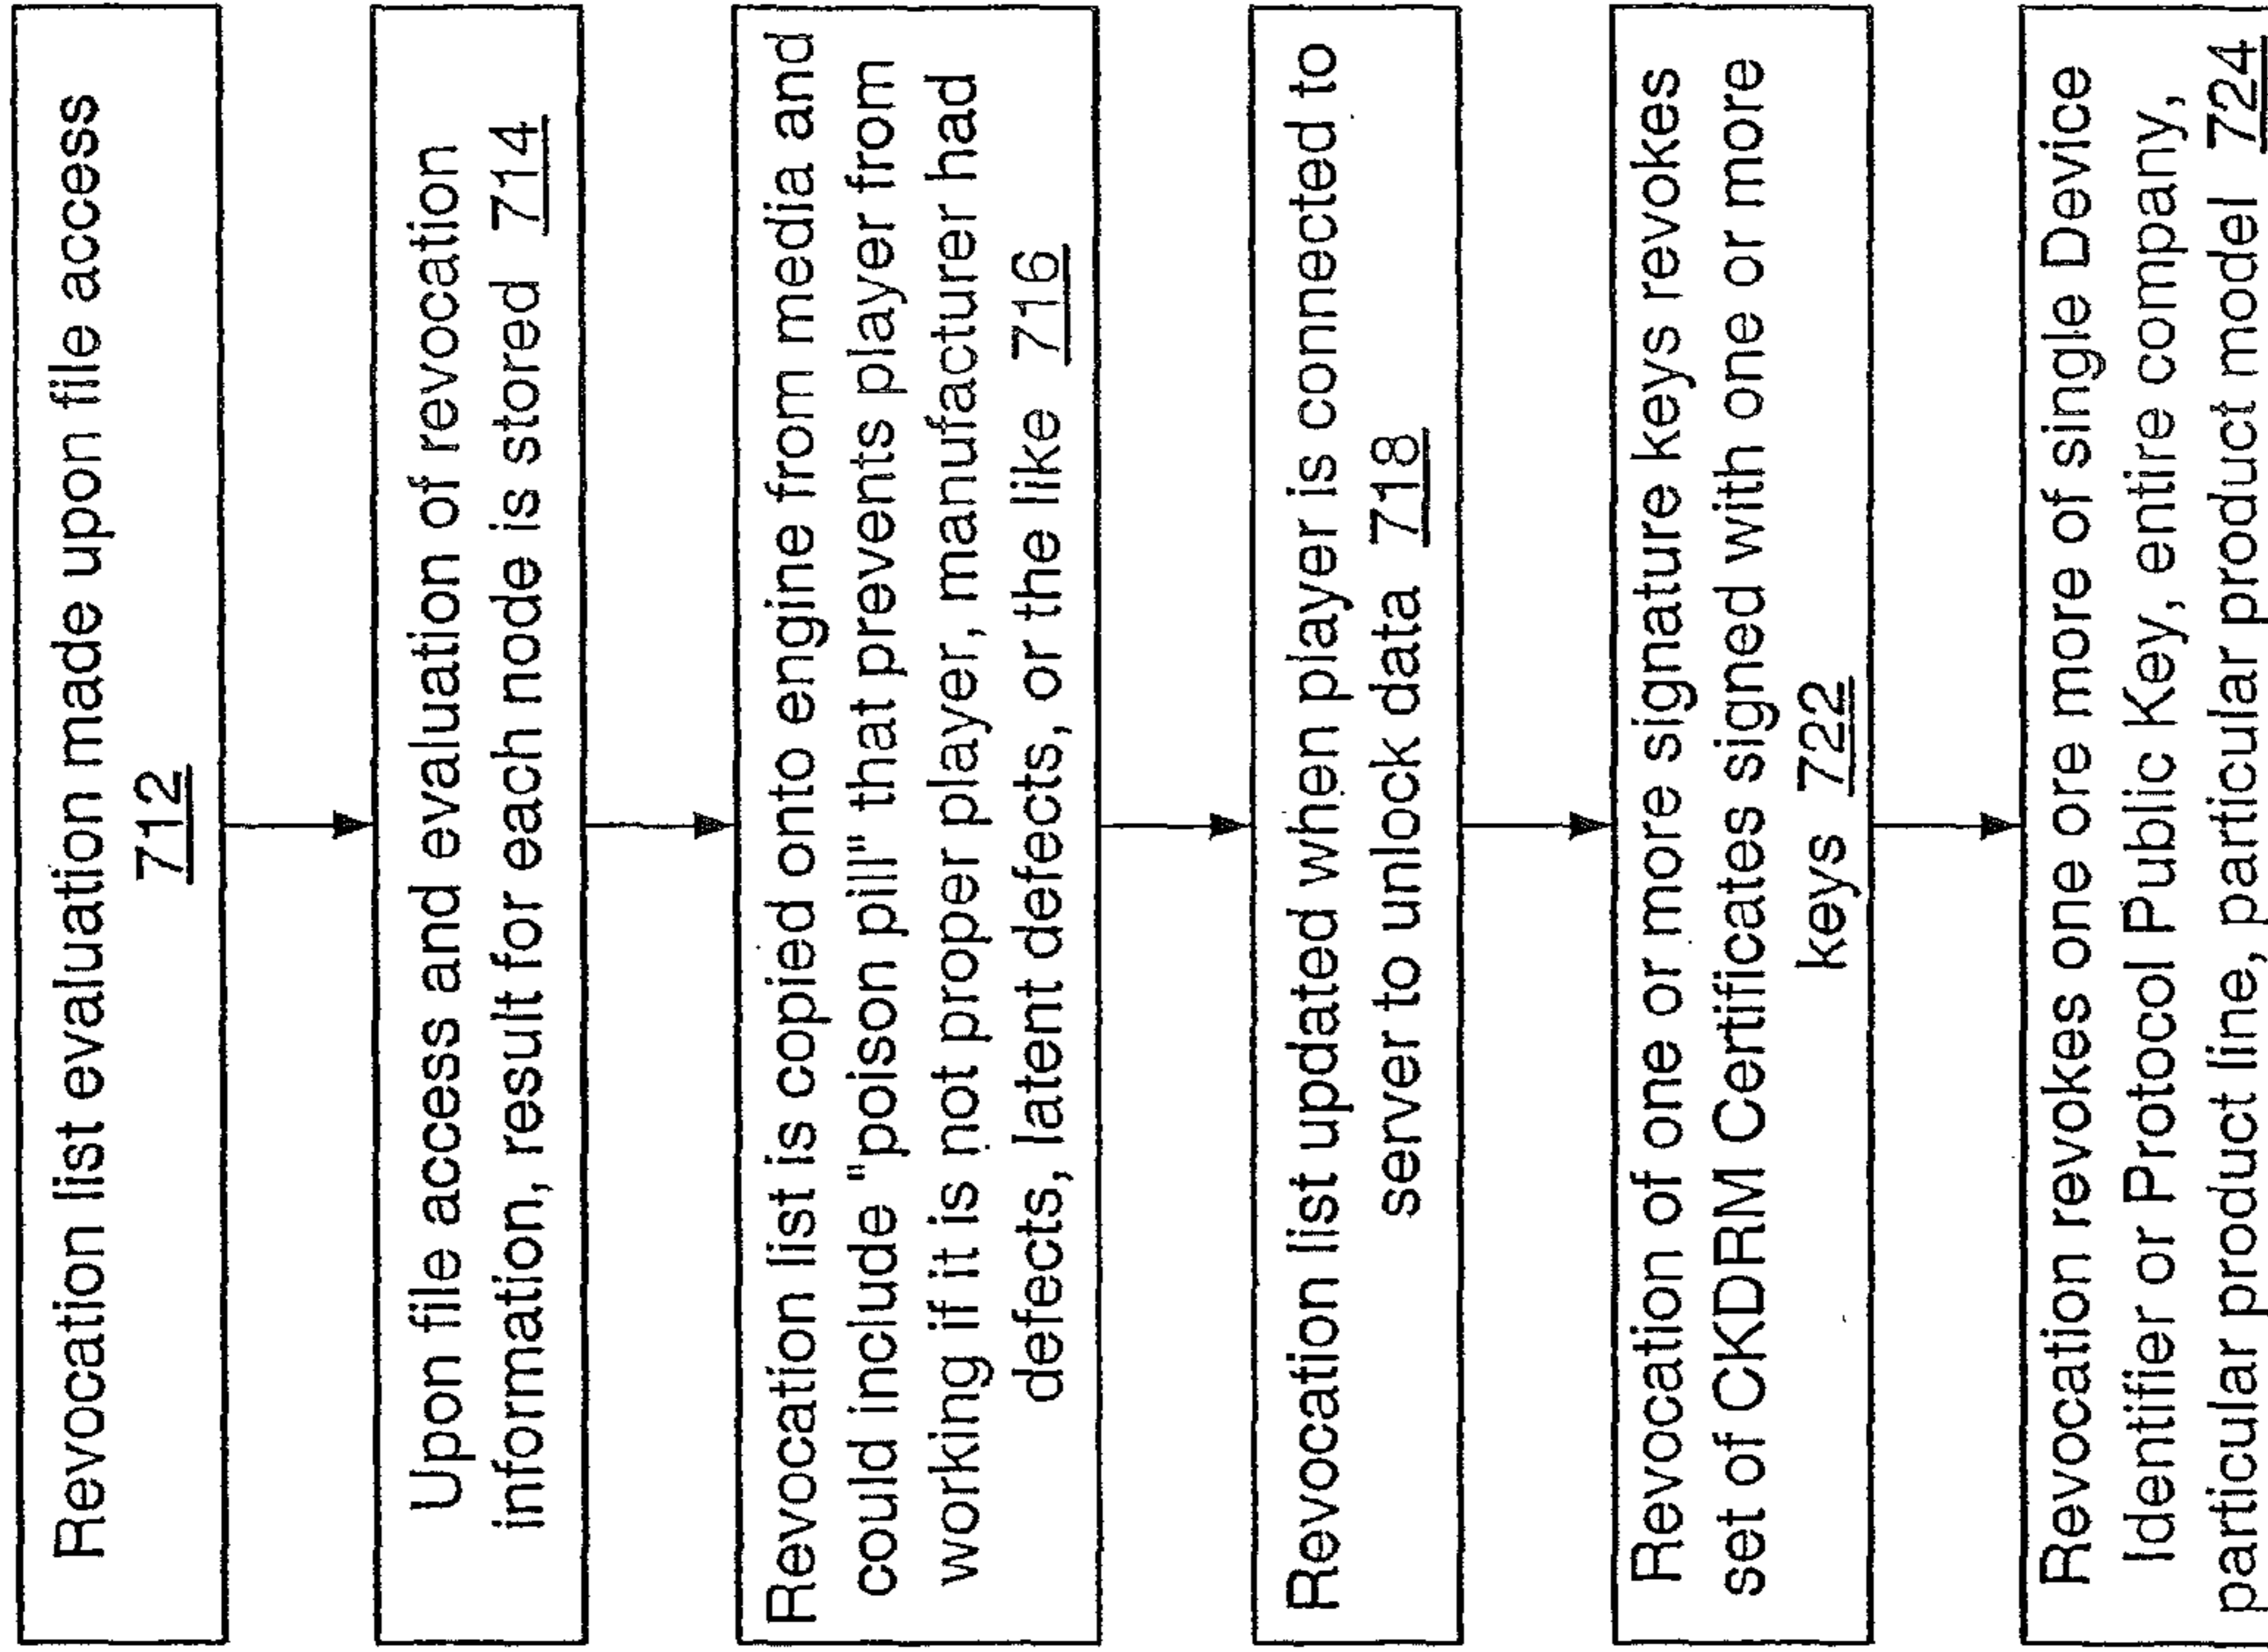 Revocation list evaluation made upon file access
712
Upon file access and evaluation of revocation
information, result for each node is stored 714
Revocation list is copied onto engine from media and
could include "poison pill" that prevents player from
working if it is not proper player, manufacturer had
defects, latent defects, or the like 716
Revocation list updated when player is connected to
server to unlock data 718
Revocation of one or more signature keys revokes
set of CKDRM Certificates signed with one or more
keys 722
Revocation revokes one ore more of single Device
Identifier or Protocol Public Key, entire company,
particular product line, particular product model 724